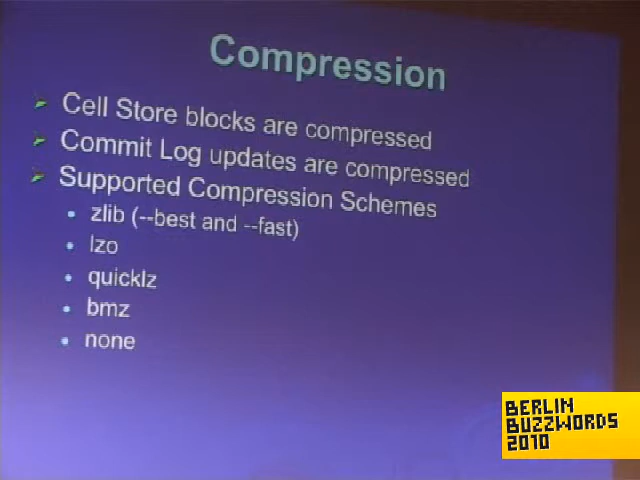 Compression
Cell Store blocks are compressed
Commit Log updates are compressed
Supported Compression Schemes
zlib (--best and --fast)
lzo
quicklz
bmz
none
BERLIN
BUZZWORDS
2010